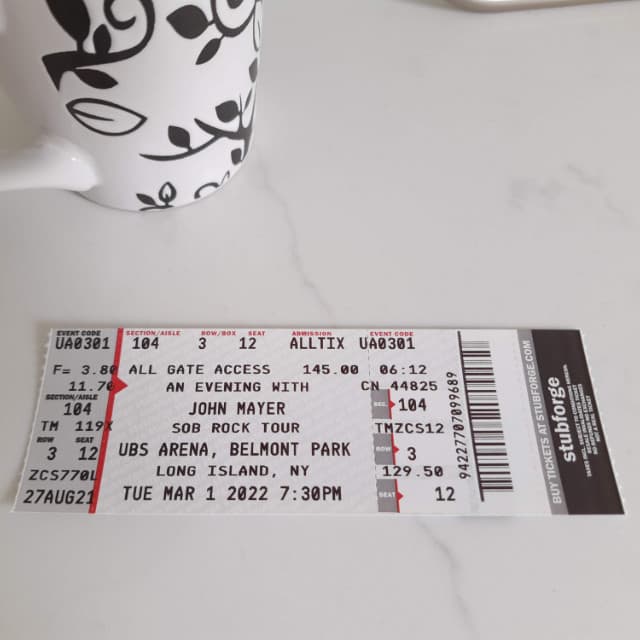 EVENT CODE SECTION/AISLE ROW/BOX SEAT ADMISSION EVENT CODE
UA0301 104 3 12 ALLTIX UA0301
F= 3.80 ALL GATE ACCESS 145.00 06:12
11.70 AN EVENING WITH CN 44825
SECTION/AISLE
104 JOHN MAYER SEC. 104
TM 119X SOB ROCK TOUR TMZCS12
ROW SEAT
3 12 UBS ARENA, BELMONT PARK ROW 3
ZCS770L LONG ISLAND, NY 129.50
27AUG21 TUE MAR 1 2022 7:30PM SEAT 12
94227707099689
BUY TICKETS AT STUBFORGE.COM
stubforge